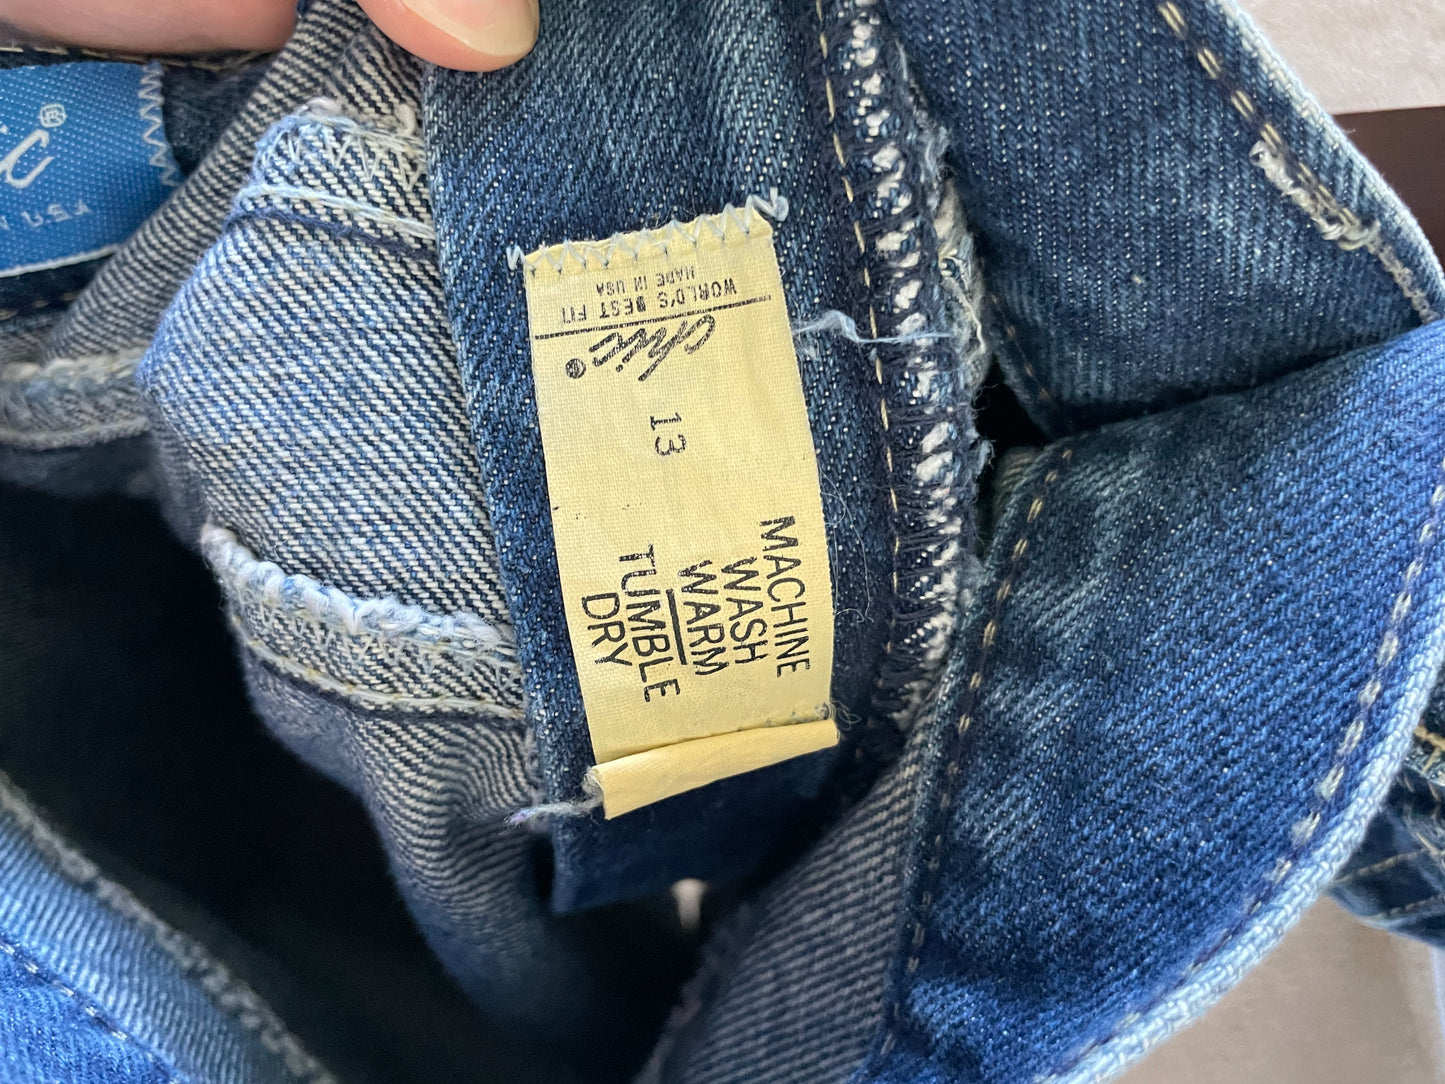 WORLD'S BEST FIT
MADE IN USA
Chic®
13
MACHINE
WASH
WARM
TUMBLE
DRY